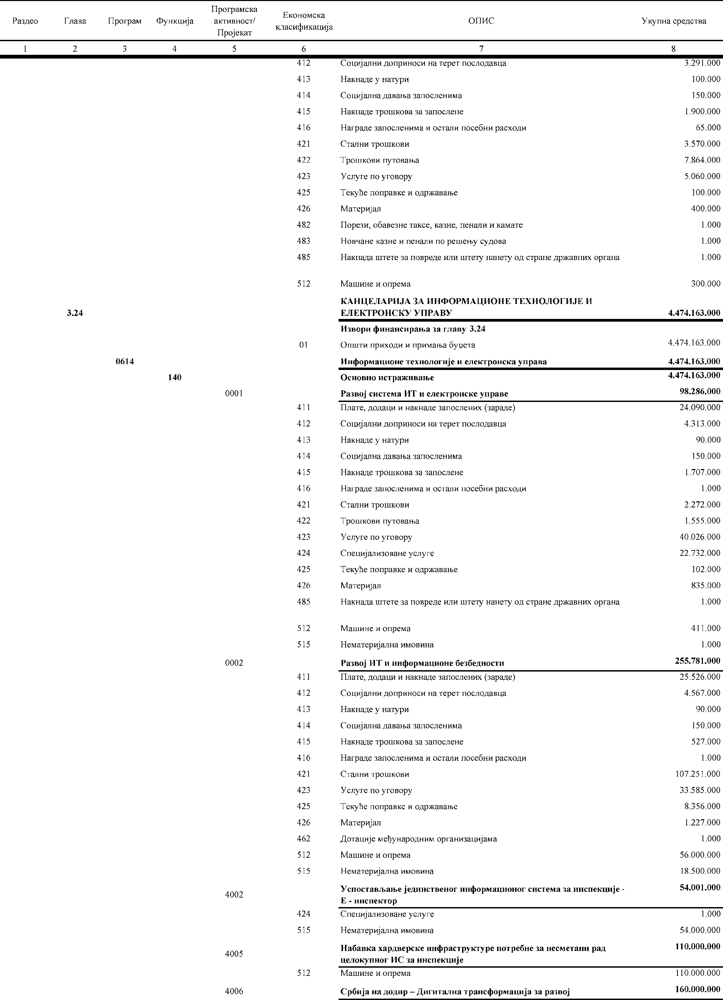 Раздео Глава Програм Функција Програмска активност/ Пројекат Економска класификација ОПИС Укупна средства
1 2 3 4 5 6 7 8
412 Социјални доприноси на терет послодавца 3.291.000
413 Накнаде у натури 100.000
414 Социјална давања запосленима 150.000
415 Накнаде трошкова за запослене 1.900.000
416 Награде запосленима и остали посебни расходи 65.000
421 Стални трошкови 3.570.000
422 Трошкови путовања 7.864.000
423 Услуге по уговору 5.060.000
425 Текуће поправке и одржавање 100.000
426 Материјал 400.000
482 Порези, обавезне таксе, казне, пенали и камате 1.000
483 Новчане казне и пенали по решењу судова 1.000
485 Накнада штете за повреде или штету нанету од стране државних органа 1.000
512 Машине и опрема 300.000
КАНЦЕЛАРИЈА ЗА ИНФОРМАЦИОНЕ ТЕХНОЛОГИЈЕ И
3.24 ЕЛЕКТРОНСКУ УПРАВУ 4.474.163.000
Извори финансирања за главу 3.24
01 Општи приходи и примања буџета 4.474.163.000
0614 Информационе технологије и електронска управа 4.474.163.000
140 Основно истраживање 4.474.163.000
0001 Развој система ИТ и електронске управе 98.286.000
411 Плате, додаци и накнаде запослених (зараде) 24.090.000
412 Социјални доприноси на терет послодавца 4.313.000
413 Накнаде у натури 90.000
414 Социјална давања запосленима 150.000
415 Накнаде трошкова за запослене 1.707.000
416 Награде запосленима и остали посебни расходи 1.000
421 Стални трошкови 2.272.000
422 Трошкови путовања 1.555.000
423 Услуге по уговору 40.026.000
424 Специјализоване услуге 22.732.000
425 Текуће поправке и одржавање 102.000
426 Материјал 835.000
485 Накнада штете за повреде или штету нанету од стране државних органа 1.000
512 Машине и опрема 411.000
515 Нематеријална имовина 1.000
0002 Развој ИТ и информационе безбедности 255.781.000
411 Плате, додаци и накнаде запослених (зараде) 25.526.000
412 Социјални доприноси на терет послодавца 4.567.000
413 Накнаде у натури 90.000
414 Социјална давања запосленима 150.000
415 Накнаде трошкова за запослене 527.000
416 Награде запосленима и остали посебни расходи 1.000
421 Стални трошкови 107.251.000
423 Услуге по уговору 33.585.000
425 Текуће поправке и одржавање 8.356.000
426 Материјал 1.227.000
462 Дотације међународним организацијама 1.000
512 Машине и опрема 56.000.000
515 Нематеријална имовина 18.500.000
4002 Успостављање јединственог информационог система за инспекције - 54.001.000
Е - инспектор
424 Специјализоване услуге 1.000
515 Нематеријална имовина 54.000.000
4005 Набавка хардверске инфраструктуре потребне за несметани рад 110.000.000
целокупног ИС за инспекције
512 Машине и опрема 110.000.000
4006 Србија на додир – Дигитална трансформација за развој 160.000.000